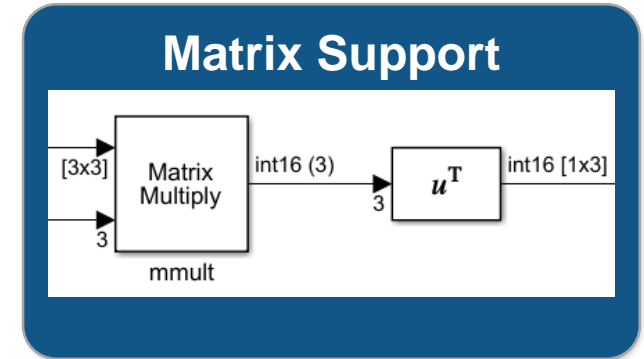 Matrix Support
[3x3]
3
Matrix
Multiply
mmult
int16 (3)
3
u^T
int16 [1x3]